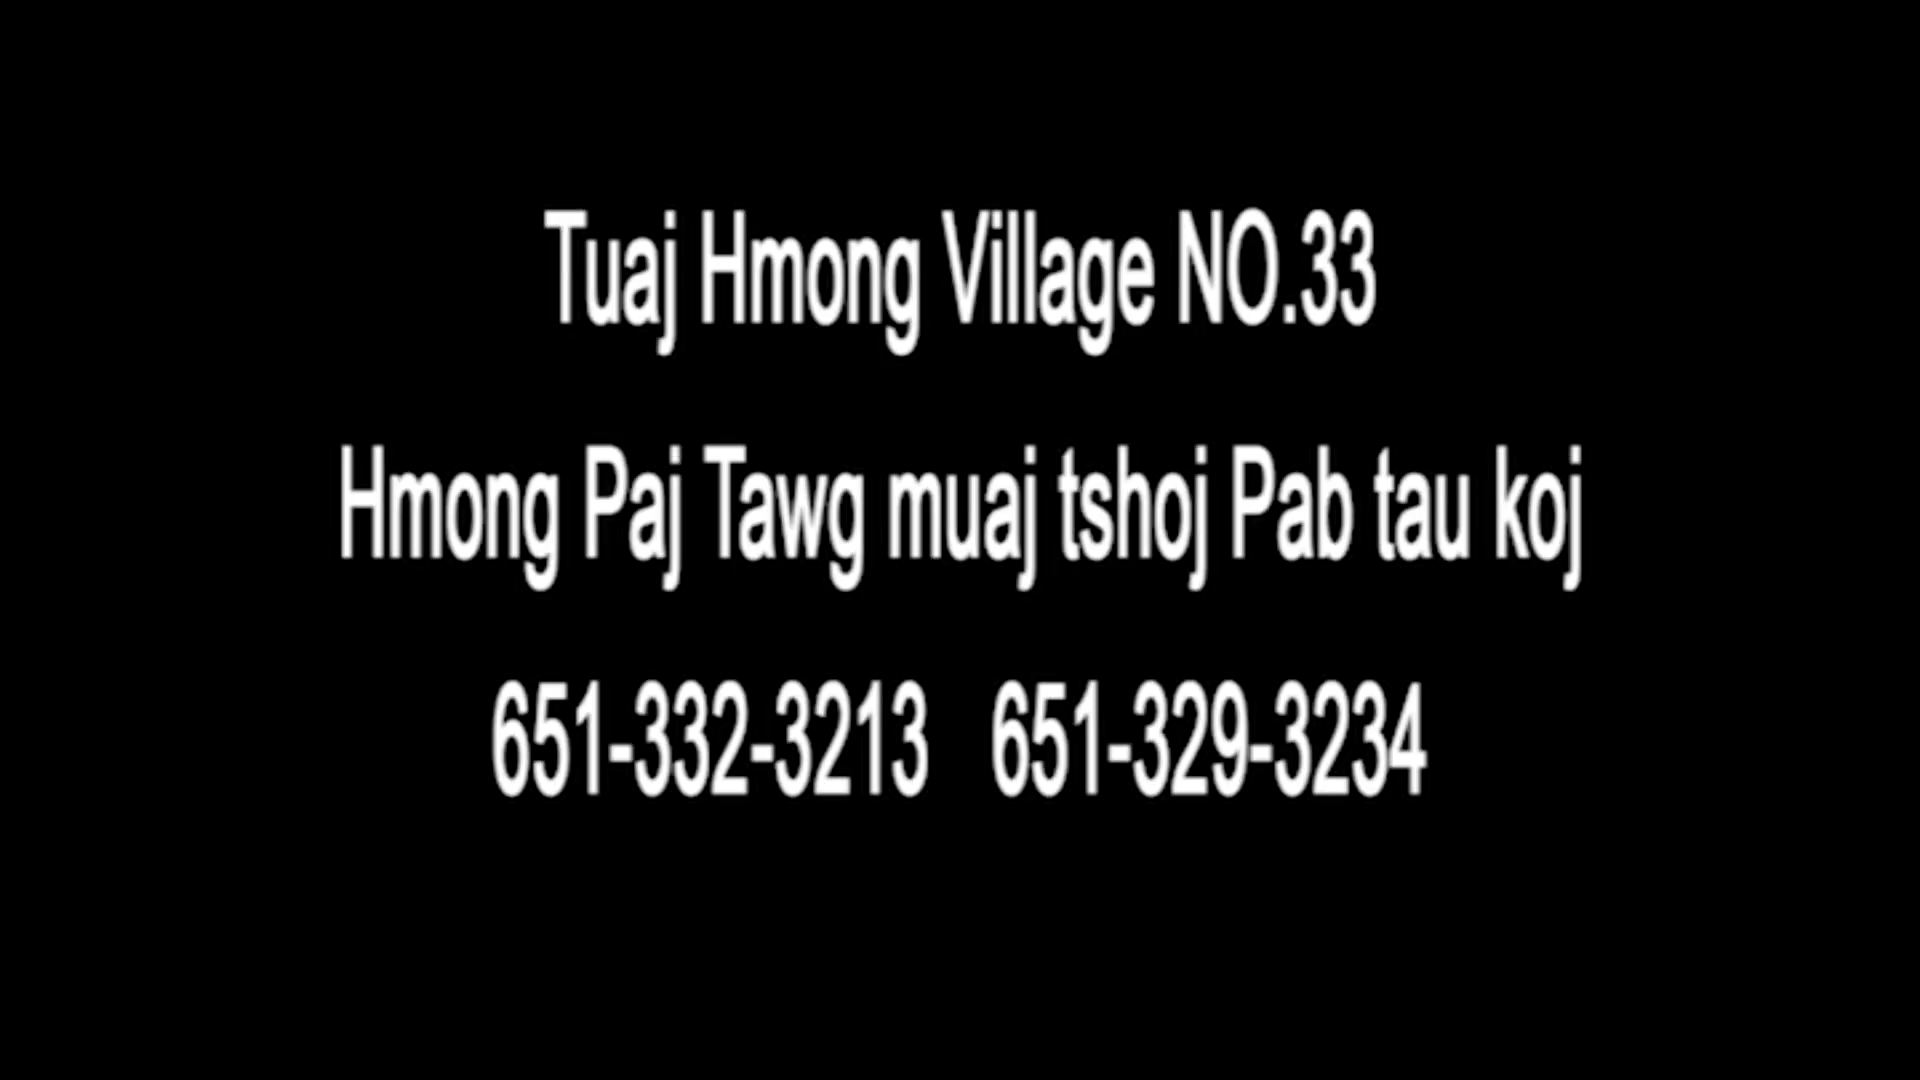 Tuaj Hmong Village NO.33
Hmong Paj Tawg muaj tshoj Pab tau koj
651-332-3213 651-329-3234